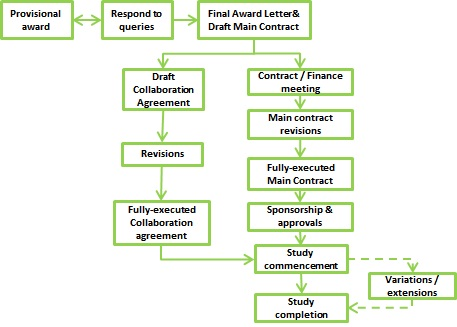 Provisional
award
Respond to
queries
Final Award Letter&
Draft Main Contract
Draft
Collaboration
Agreement
Contract / Finance
meeting
Main contract
revisions
Revisions
Fully-executed
Main Contract
Fully-executed
Collaboration
agreement
Sponsorship &
approvals
Study
commencement
Variations /
extensions
Study
completion